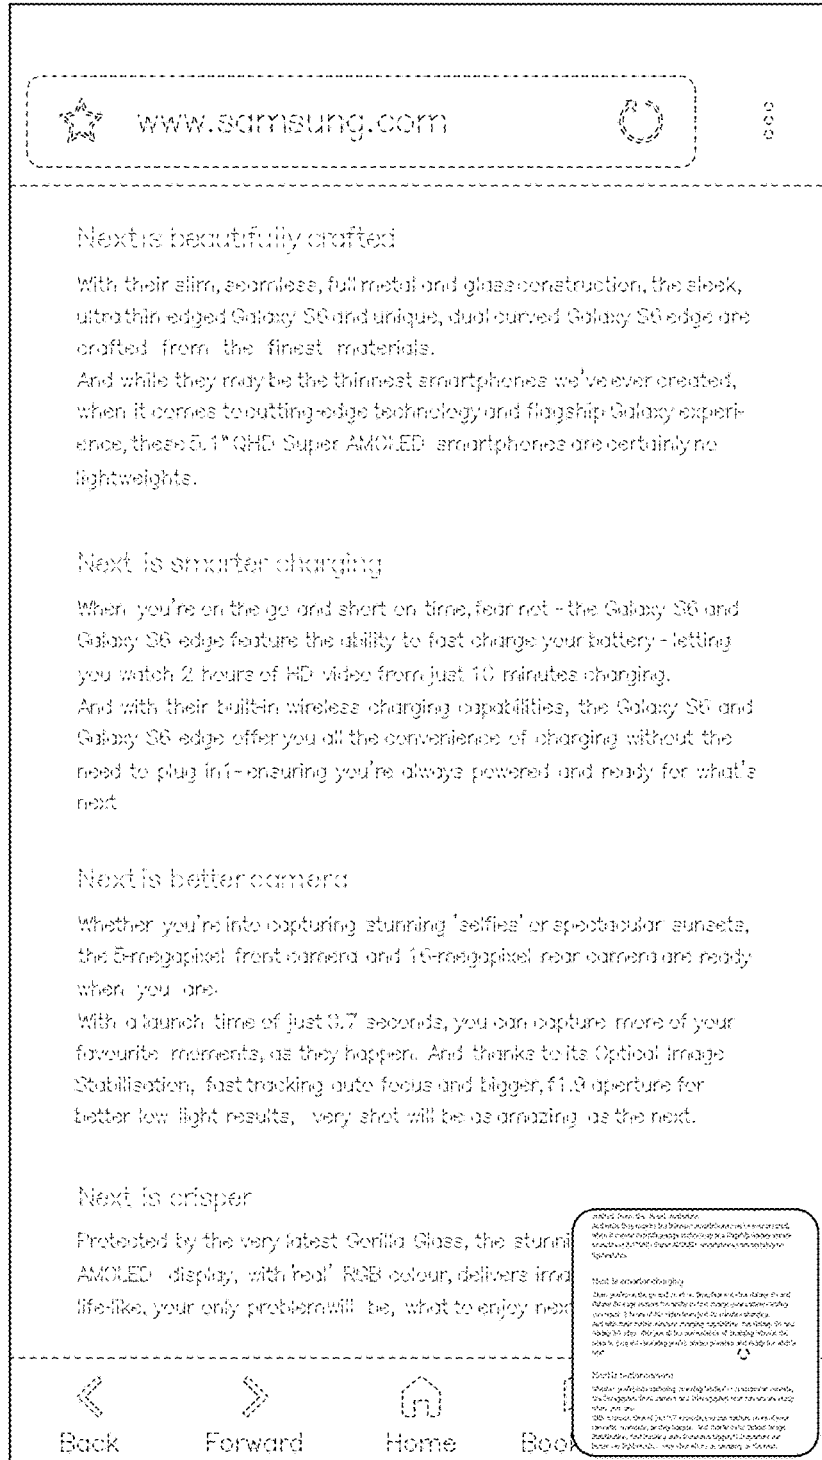 www.samsung.com
Next is beautifully crafted
With their slim, seamless, full metal and glass construction, the sleek,
ultra thin edged Galaxy S6 and unique, dual curved Galaxy S6 edge are
crafted from the finest materials.
And while they may be the thinnest smartphones we've ever created,
when it comes to cutting-edge technology and flagship Galaxy experi-
ence, these 5.1" QHD Super AMOLED smartphones are certainly no
lightweights.
Next is smarter charging
When you're on the go and short on time, fear not - the Galaxy S6 and
Galaxy S6 edge feature the ability to fast charge your battery - letting
you watch 2 hours of HD video from just 10 minutes charging.
And with their built-in wireless charging capabilities, the Galaxy S6 and
Galaxy S6 edge offer you all the convenience of charging without the
need to plug in1 - ensuring you're always powered and ready for what's
next
Next is better camera
Whether you're into capturing stunning 'selfies' or spectacular sunsets,
the 5-megapixel front camera and 16-megapixel rear camera are ready
when you are.
With a launch time of just 0.7 seconds, you can capture more of your
favourite moments, as they happen. And thanks to its Optical Image
Stabilisation, fast tracking auto focus and bigger, f1.9 aperture for
better low light results, very shot will be as amazing as the next.
Next is crisper
Protected by the very latest Gorilla Glass, the stunni
AMOLED display, with 'real' RGB colour, delivers ima
life-like, your only problem will be, what to enjoy nex
Back Forward Home Boo
Next is smarter charging
Next is better camera